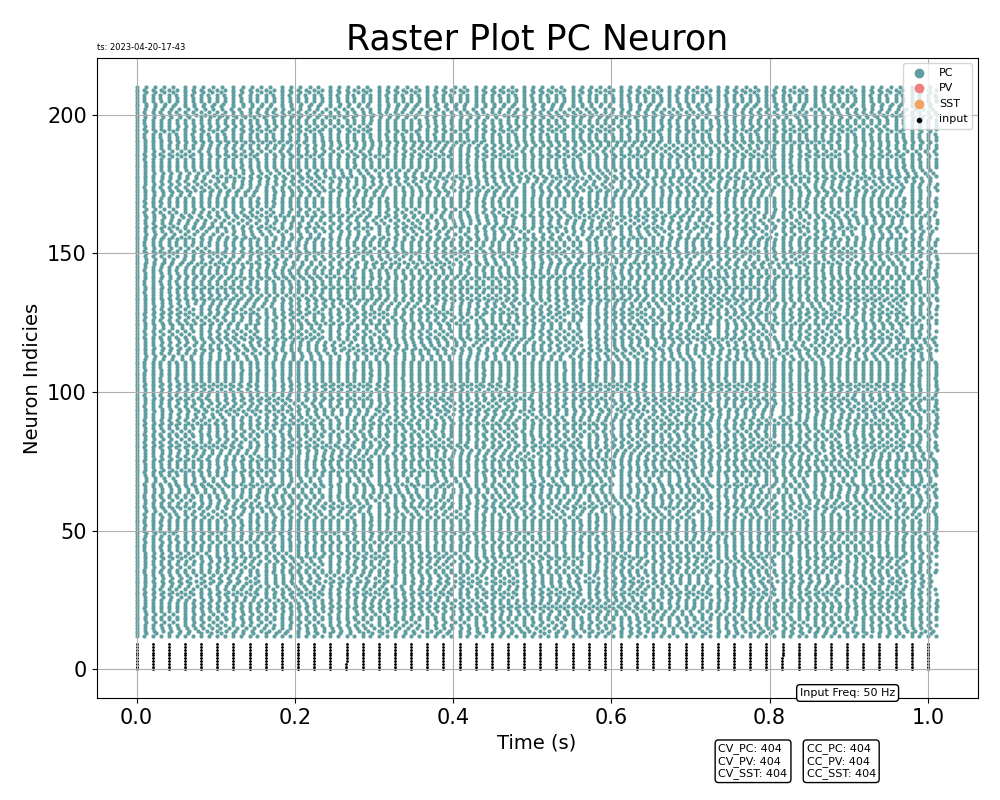 Raster Plot PC Neuron
ts: 2023-04-20-17-43
PC
PV
SST
input
200
150
100
50
0
Neuron Indicies
Input Freq: 50 Hz
0.0 0.2 0.4 0.6 0.8 1.0
Time (s)
CV_PC: 404
CV_PV: 404
CV_SST: 404
CC_PC: 404
CC_PV: 404
CC_SST: 404